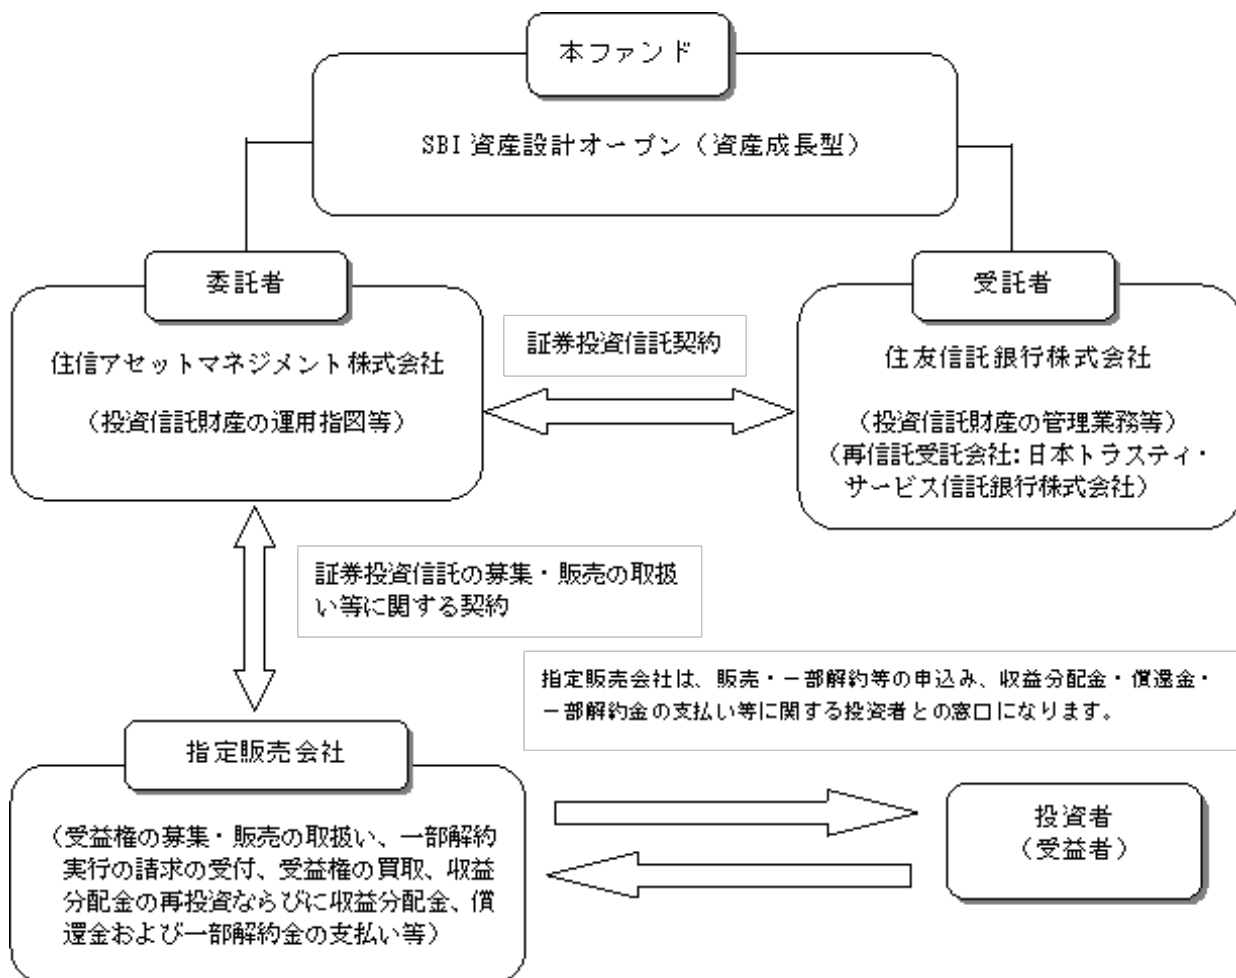 本ファンド
SBI 資産設計オープン（資産成長型）
委託者
受託者
住信アセットマネジメント株式会社
（投資信託財産の運用指図等）
証券投資信託契約
住友信託銀行株式会社
（投資信託財産の管理業務等）
（再信託受託会社：日本トラスティ・
サービス信託銀行株式会社）
証券投資信託の募集・販売の取扱
い等に関する契約
指定販売会社は、販売・一部解約等の申込み、収益分配金・償還金・
一部解約金の支払い等に関する投資者との窓口になります。
指定販売会社
（受益権の募集・販売の取扱い、一部解約
実行の請求の受付、受益権の買取、収益
分配金の再投資ならびに収益分配金、償
還金および一部解約金の支払い等）
投資者
（受益者）